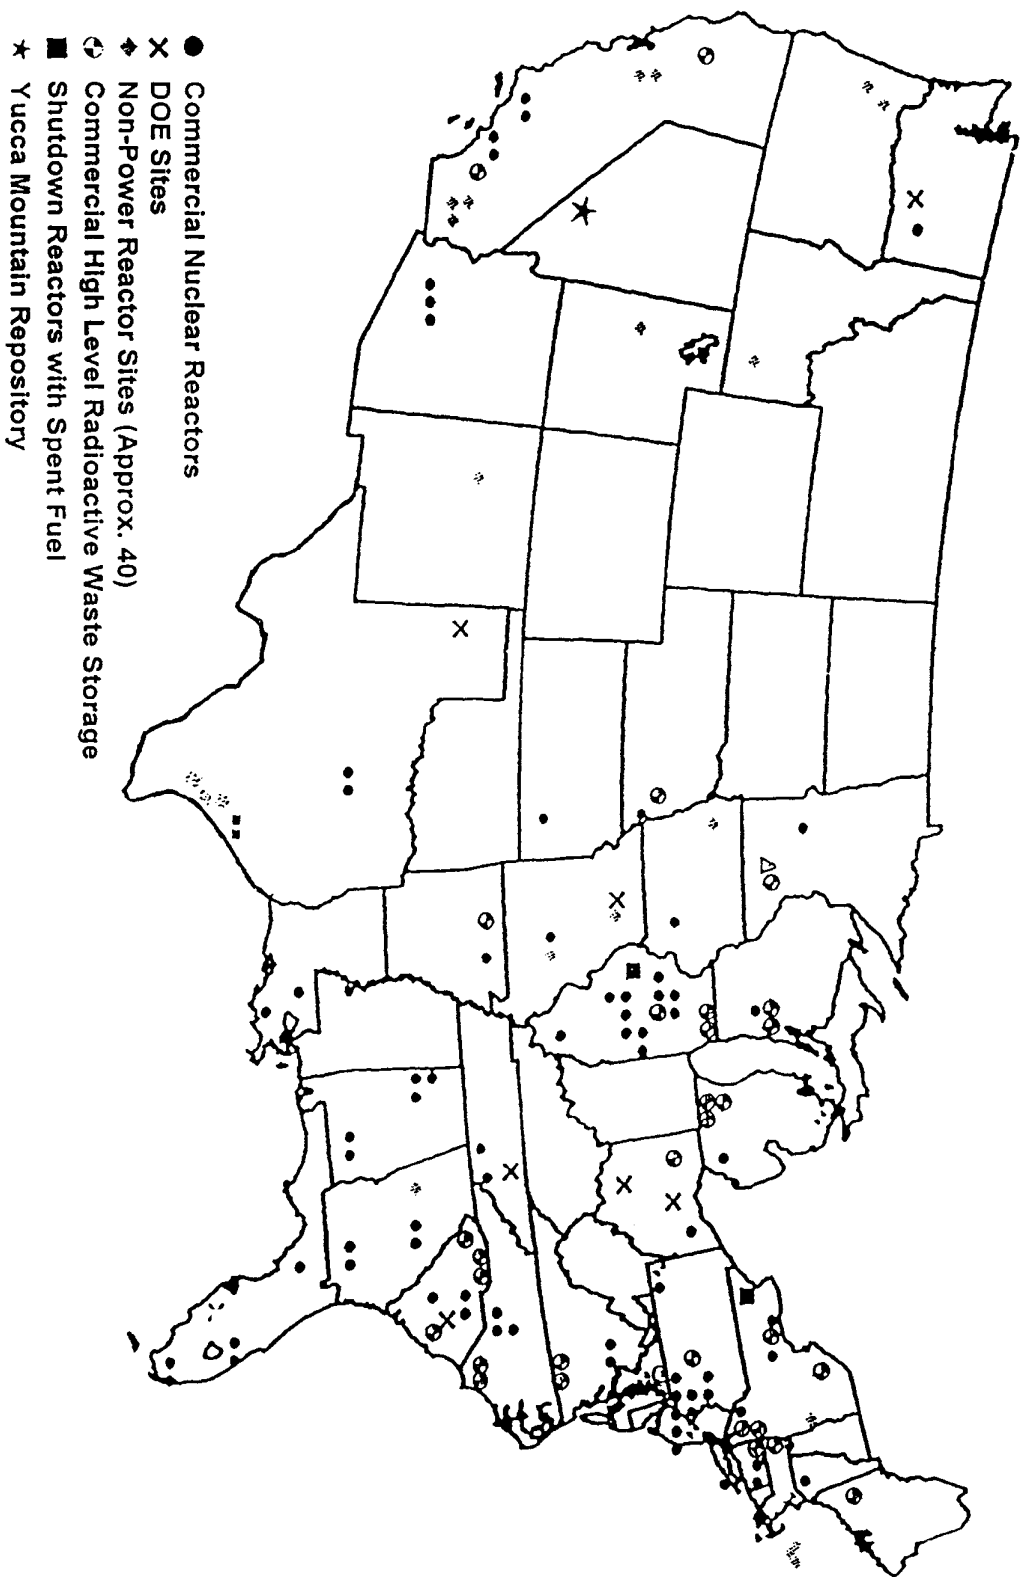 Commercial Nuclear Reactors
DOE Sites
Non-Power Reactor Sites (Approx. 40)
Commercial High Level Radioactive Waste Storage
Shutdown Reactors with Spent Fuel
Yucca Mountain Repository